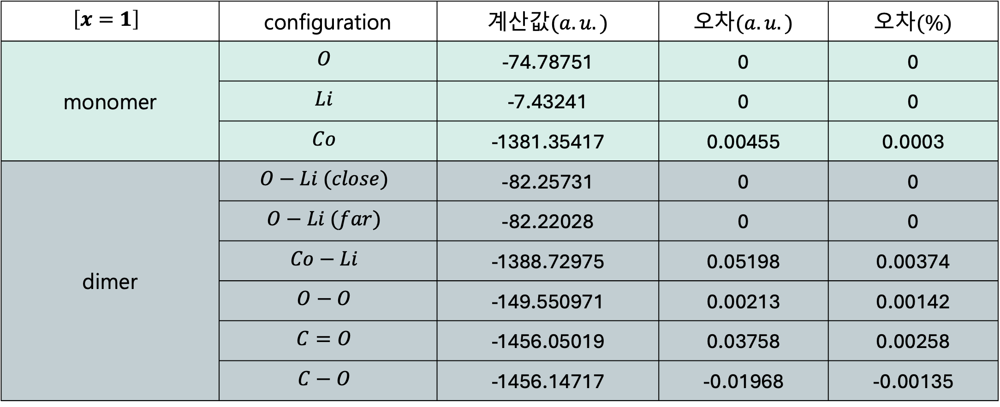 [x = 1] configuration 계산값(a.u.) 오차(a.u.) 오차(%)
monomer
O -74.78751 0 0
Li -7.43241 0 0
Co -1381.35417 0.00455 0.0003
dimer
O − Li (close) -82.25731 0 0
O − Li (far) -82.22028 0 0
Co − Li -1388.72975 0.05198 0.00374
O − O -149.550971 0.00213 0.00142
C = O -1456.05019 0.03758 0.00258
C − O -1456.14717 -0.01968 -0.00135